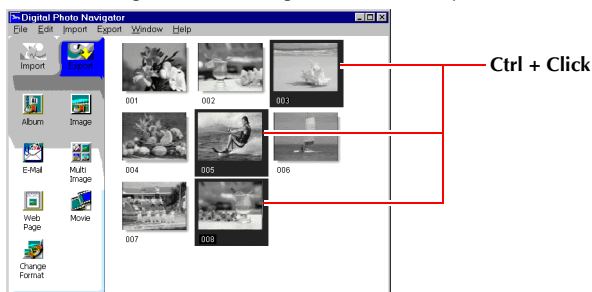 Digital Photo Navigator
File Edit Import Export Window Help
Import Export
Ctrl + Click
001 002 003
Album Image
004 005 006
E-Mail Multi Image
007 008
Web Page Movie
Change Format